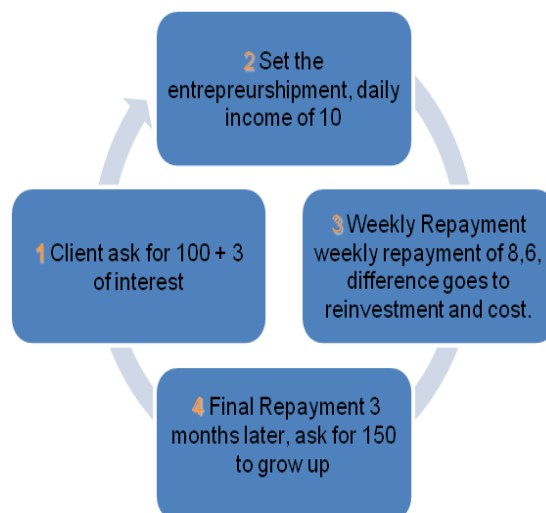 1 Client ask for 100 + 3
of interest
2 Set the
entrepreurshipment, daily
income of 10
3 Weekly Repayment
weekly repayment of 8,6,
difference goes to
reinvestment and cost.
4 Final Repayment 3
months later, ask for 150
to grow up